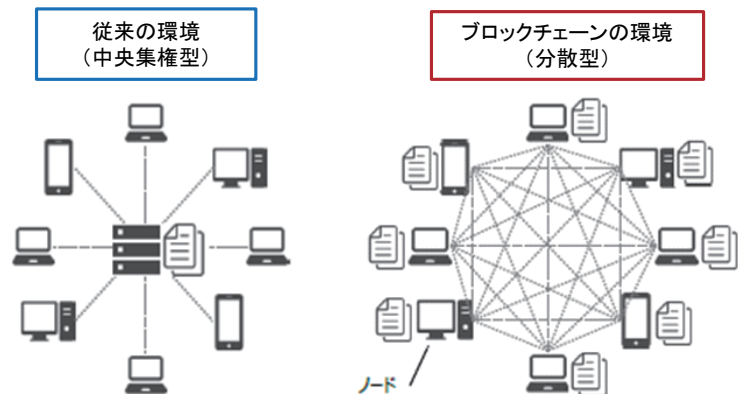 従来の環境
（中央集権型）
ブロックチェーンの環境
（分散型）
ノード